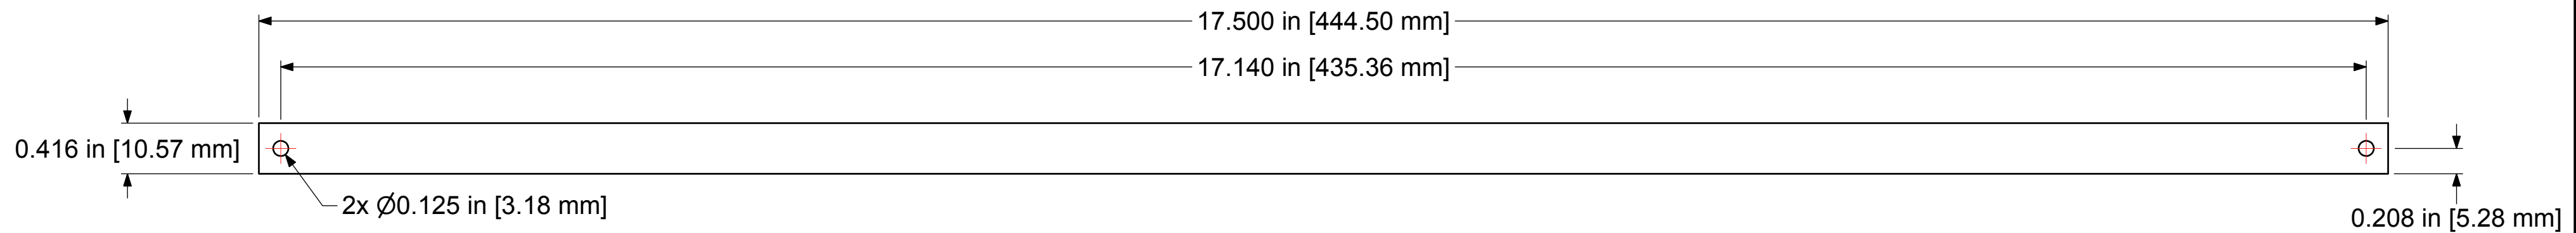 17.500 in [444.50 mm]
17.140 in [435.36 mm]
0.416 in [10.57 mm]
2x Ø0.125 in [3.18 mm]
0.208 in [5.28 mm]